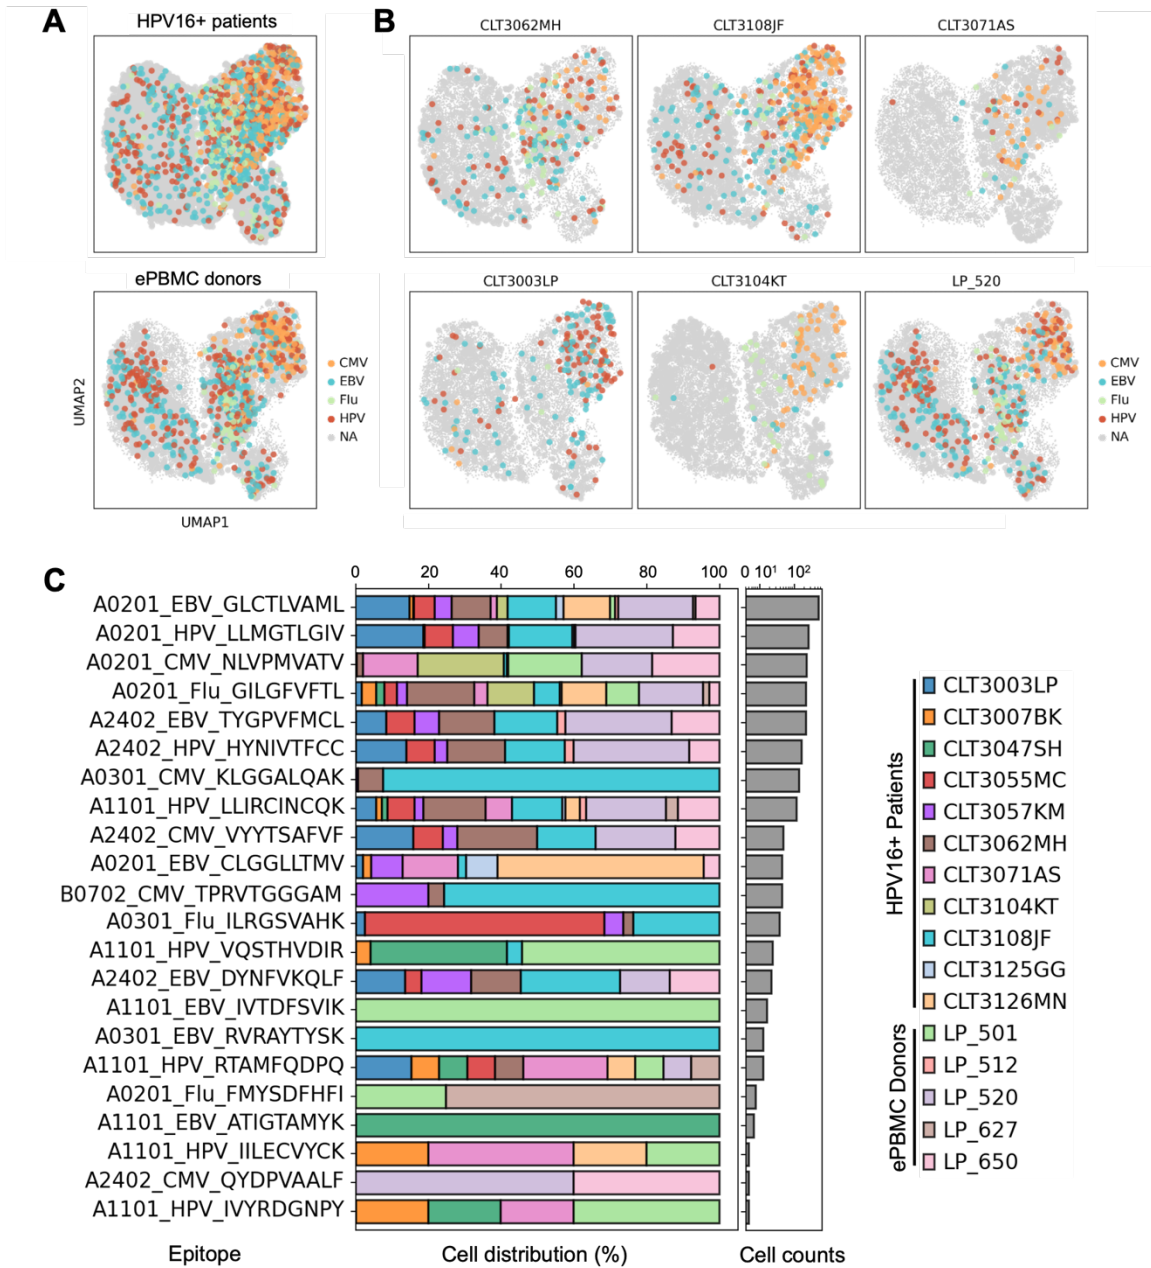 A
HPV16+ patients
B
CLT3062MH
CLT3108JF
CLT3071AS
ePBMC donors
CLT3003LP
CLT3104KT
LP_520
UMAP2
CMV
EBV
Flu
HPV
NA
CMV
EBV
Flu
HPV
NA
UMAP1
C
0 20 40 60 80 100
0 10¹ 10²
A0201_EBV_GLCTLVAML
A0201_HPV_LLMGTLGIV
A0201_CMV_NLVPMVATV
A0201_Flu_GILGFVFTL
A2402_EBV_TYGPVFMCL
A2402_HPV_HYNIVTFCC
A0301_CMV_KLGGALQAK
A1101_HPV_LLIRCINCQK
A2402_CMV_VYYTSAFVF
A0201_EBV_CLGGLLTMV
B0702_CMV_TPRVTGGGAM
A0301_Flu_ILRGSVAHK
A1101_HPV_VQSTHVDIR
A2402_EBV_DYNFVKQLF
A1101_EBV_IVTDFSVIK
A0301_EBV_RVRAYTYSK
A1101_HPV_RTAMFQDPQ
A0201_Flu_FMYSDFHFI
A1101_EBV_ATIGTAMYK
A1101_HPV_IILECVYCK
A2402_CMV_QYDPVAALF
A1101_HPV_IVYRDGNPY
Epitope
Cell distribution (%)
Cell counts
HPV16+ Patients
CLT3003LP
CLT3007BK
CLT3047SH
CLT3055MC
CLT3057KM
CLT3062MH
CLT3071AS
CLT3104KT
CLT3108JF
CLT3125GG
CLT3126MN
ePBMC Donors
LP_501
LP_512
LP_520
LP_627
LP_650